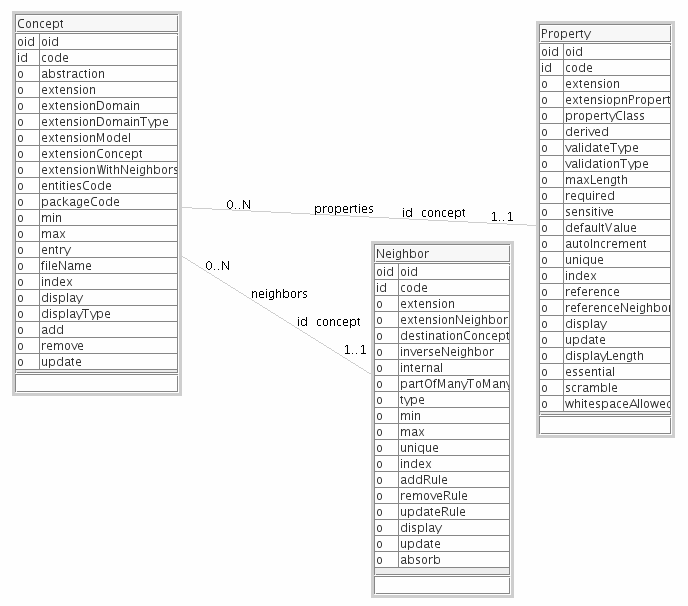 Concept
oid oid
id code
o abstraction
o extension
o extensionDomain
o extensionDomainType
o extensionModel
o extensionConcept
o extensionWithNeighbors
o entitiesCode
o packageCode
o min
o max
o entry
o fileName
o index
o display
o displayType
o add
o remove
o update
0..N properties id concept 1..1
0..N
neighbors
id concept
1..1
Property
oid oid
id code
o extension
o extensiopnPropert
o propertyClass
o derived
o validateType
o validationType
o maxLength
o required
o sensitive
o defaultValue
o autoIncrement
o unique
o index
o reference
o referenceNeighbo
o display
o update
o displayLength
o essential
o scramble
o whitespaceAllowed
Neighbor
oid oid
id code
o extension
o extensionNeighbor
o destinationConcept
o inverseNeighbor
o internal
o partOfManyToMany
o type
o min
o max
o unique
o index
o addRule
o removeRule
o updateRule
o display
o update
o absorb